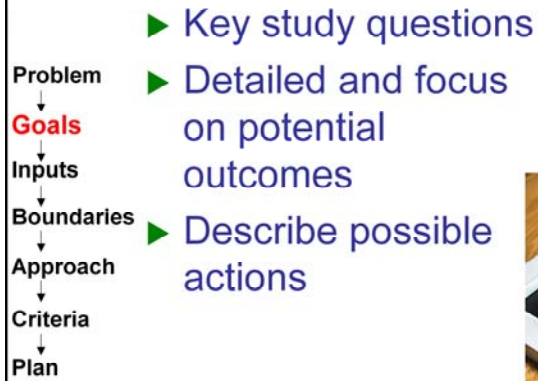 Problem
Goals
Inputs
Boundaries
Approach
Criteria
Plan
Key study questions
Detailed and focus
on potential
outcomes
Describe possible
actions